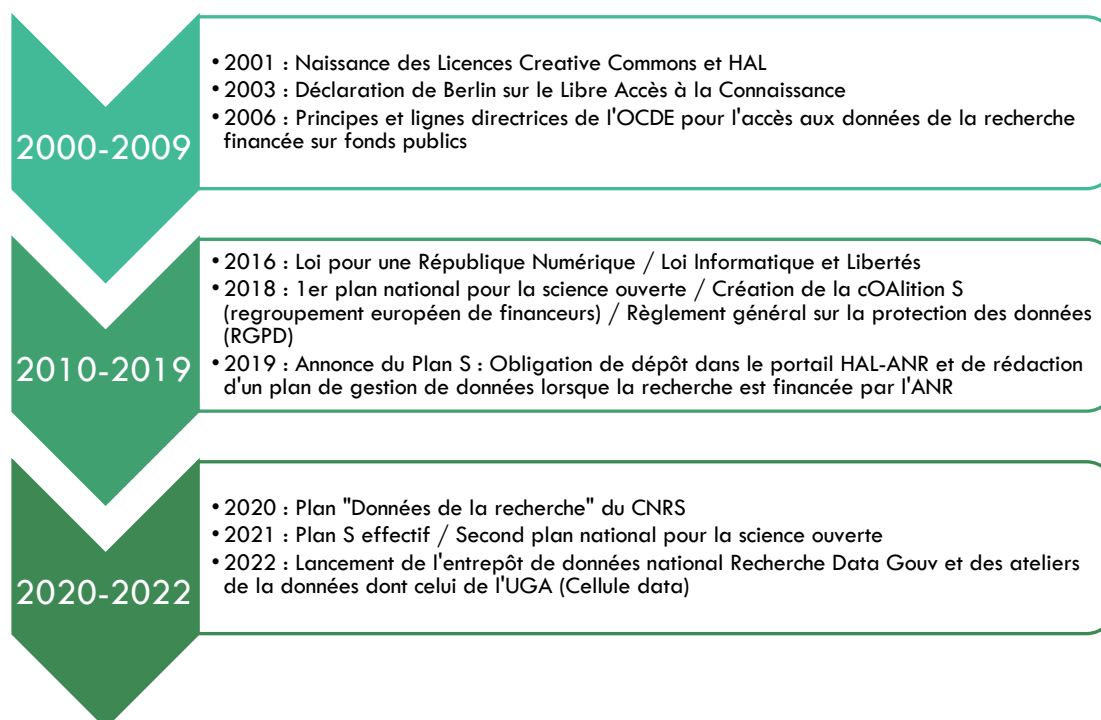 2000-2009
• 2001 : Naissance des Licences Creative Commons et HAL
• 2003 : Déclaration de Berlin sur le Libre Accès à la Connaissance
• 2006 : Principes et lignes directrices de l'OCDE pour l'accès aux données de la recherche
financée sur fonds publics
2010-2019
• 2016 : Loi pour une République Numérique / Loi Informatique et Libertés
• 2018 : 1er plan national pour la science ouverte / Création de la cOAlition S
(regroupement européen de financeurs) / Règlement général sur la protection des données
(RGPD)
• 2019 : Annonce du Plan S : Obligation de dépôt dans le portail HAL-ANR et de rédaction
d'un plan de gestion de données lorsque la recherche est financée par l'ANR
2020-2022
• 2020 : Plan "Données de la recherche" du CNRS
• 2021 : Plan S effectif / Second plan national pour la science ouverte
• 2022 : Lancement de l'entrepôt de données national Recherche Data Gouv et des ateliers
de la données dont celui de l'UGA (Cellule data)